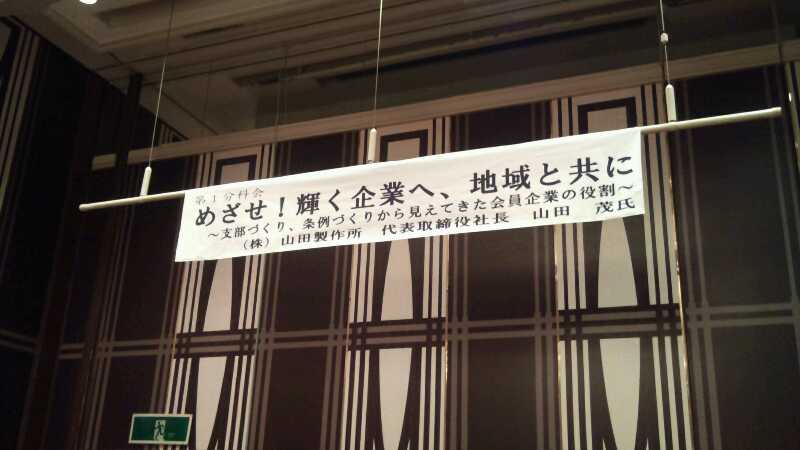 第1分科会
めざせ！輝く企業へ、地域と共に
～支部づくり、条例づくりから見えてきた会員企業の役割～
（株）山田製作所　代表取締役社長　山田　茂氏